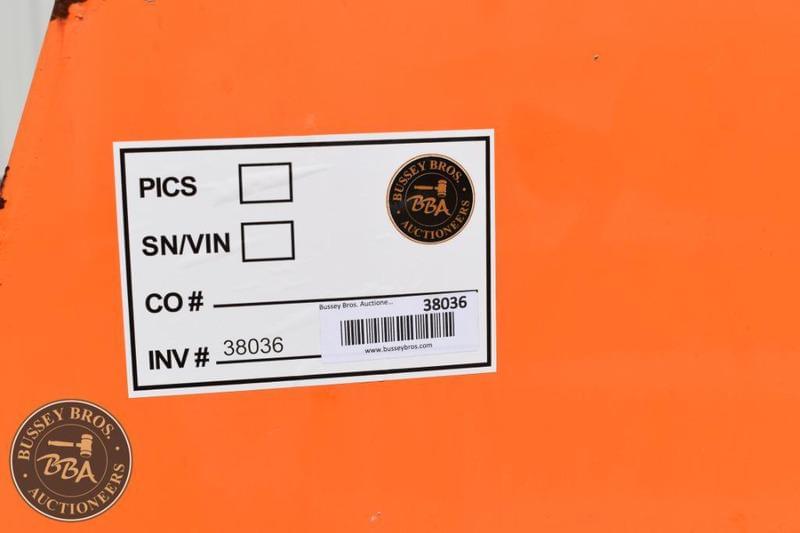 PICS
BUSSEY BROS.
BBA
AUCTIONEERS
SN/VIN
CO #
Bussey Bros. Auctione... 38036
INV # 38036
www.busseybros.com
BUSSEY BROS.
BBA
AUCTIONEERS